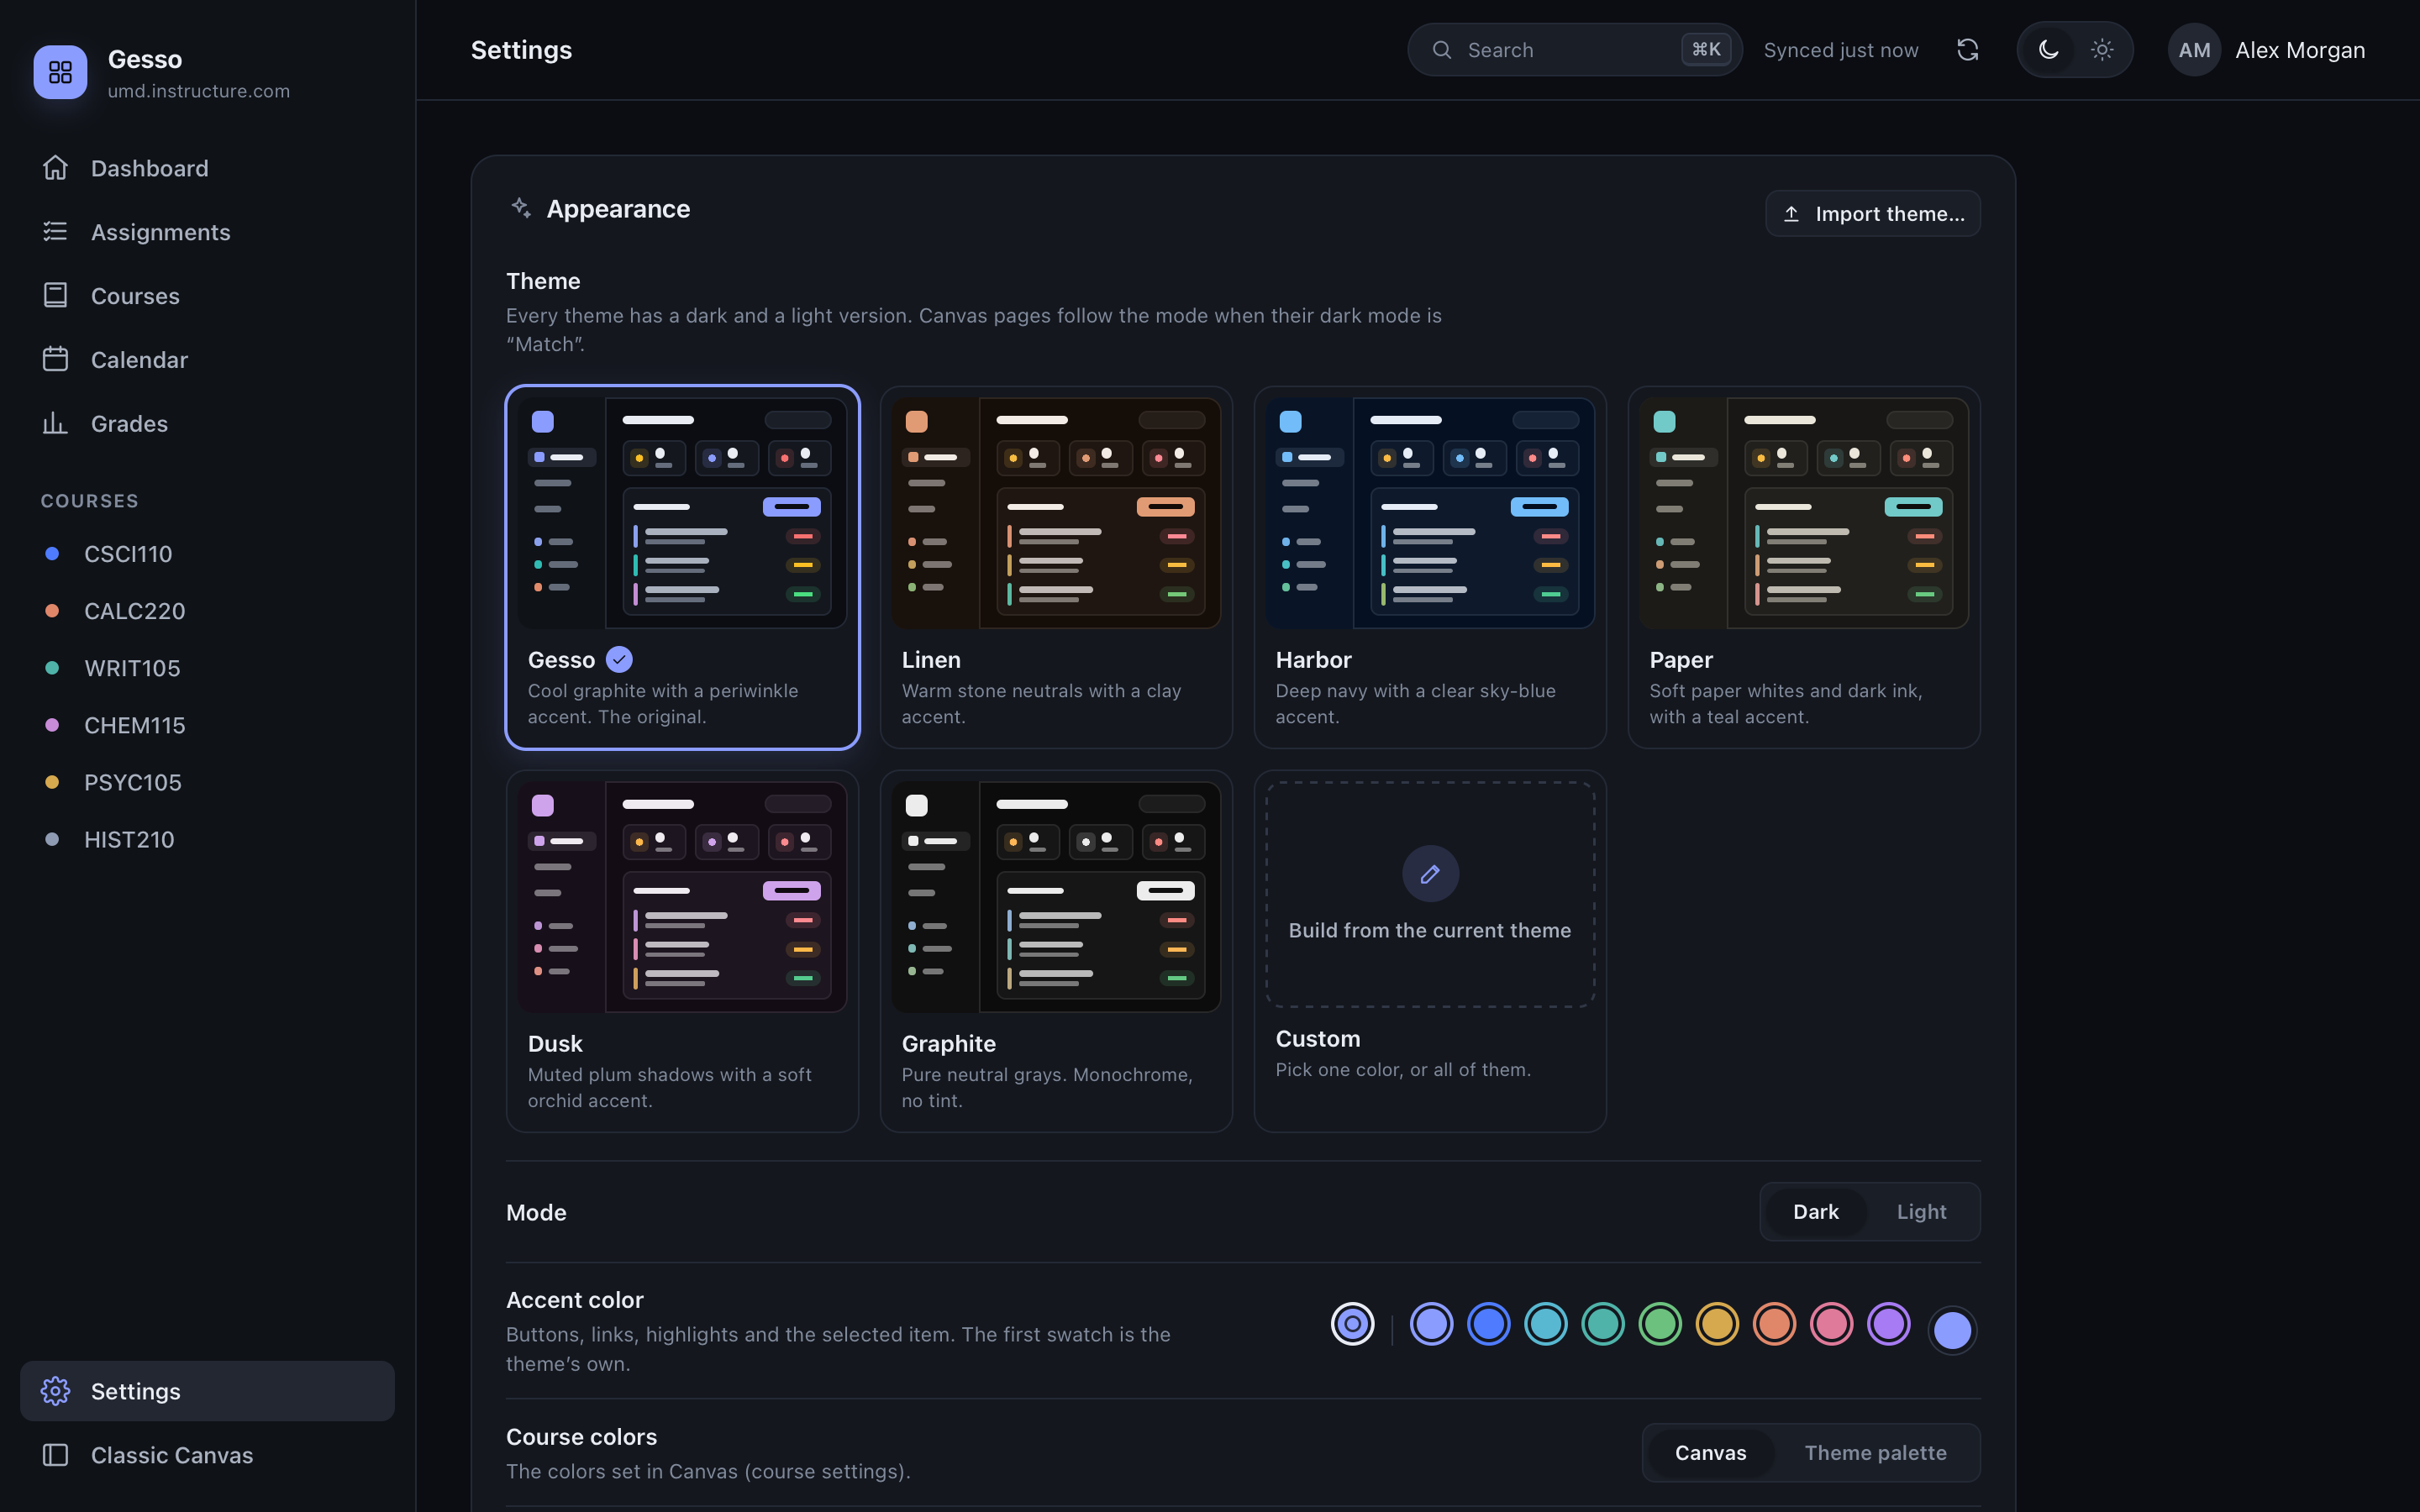 Gesso
umd.instructure.com
Dashboard
Assignments
Courses
Calendar
Grades
COURSES
CSCI110
CALC220
WRIT105
CHEM115
PSYC105
HIST210
Settings
Classic Canvas
Settings
Search
⌘K
Synced just now
AM
Alex Morgan
Appearance
Import theme...
Theme
Every theme has a dark and a light version. Canvas pages follow the mode when their dark mode is
“Match”.
Gesso
Cool graphite with a periwinkle
accent. The original.
Linen
Warm stone neutrals with a clay
accent.
Harbor
Deep navy with a clear sky-blue
accent.
Paper
Soft paper whites and dark ink,
with a teal accent.
Dusk
Muted plum shadows with a soft
orchid accent.
Graphite
Pure neutral grays. Monochrome,
no tint.
Build from the current theme
Custom
Pick one color, or all of them.
Mode
Dark
Light
Accent color
Buttons, links, highlights and the selected item. The first swatch is the
theme’s own.
Course colors
The colors set in Canvas (course settings).
Canvas
Theme palette